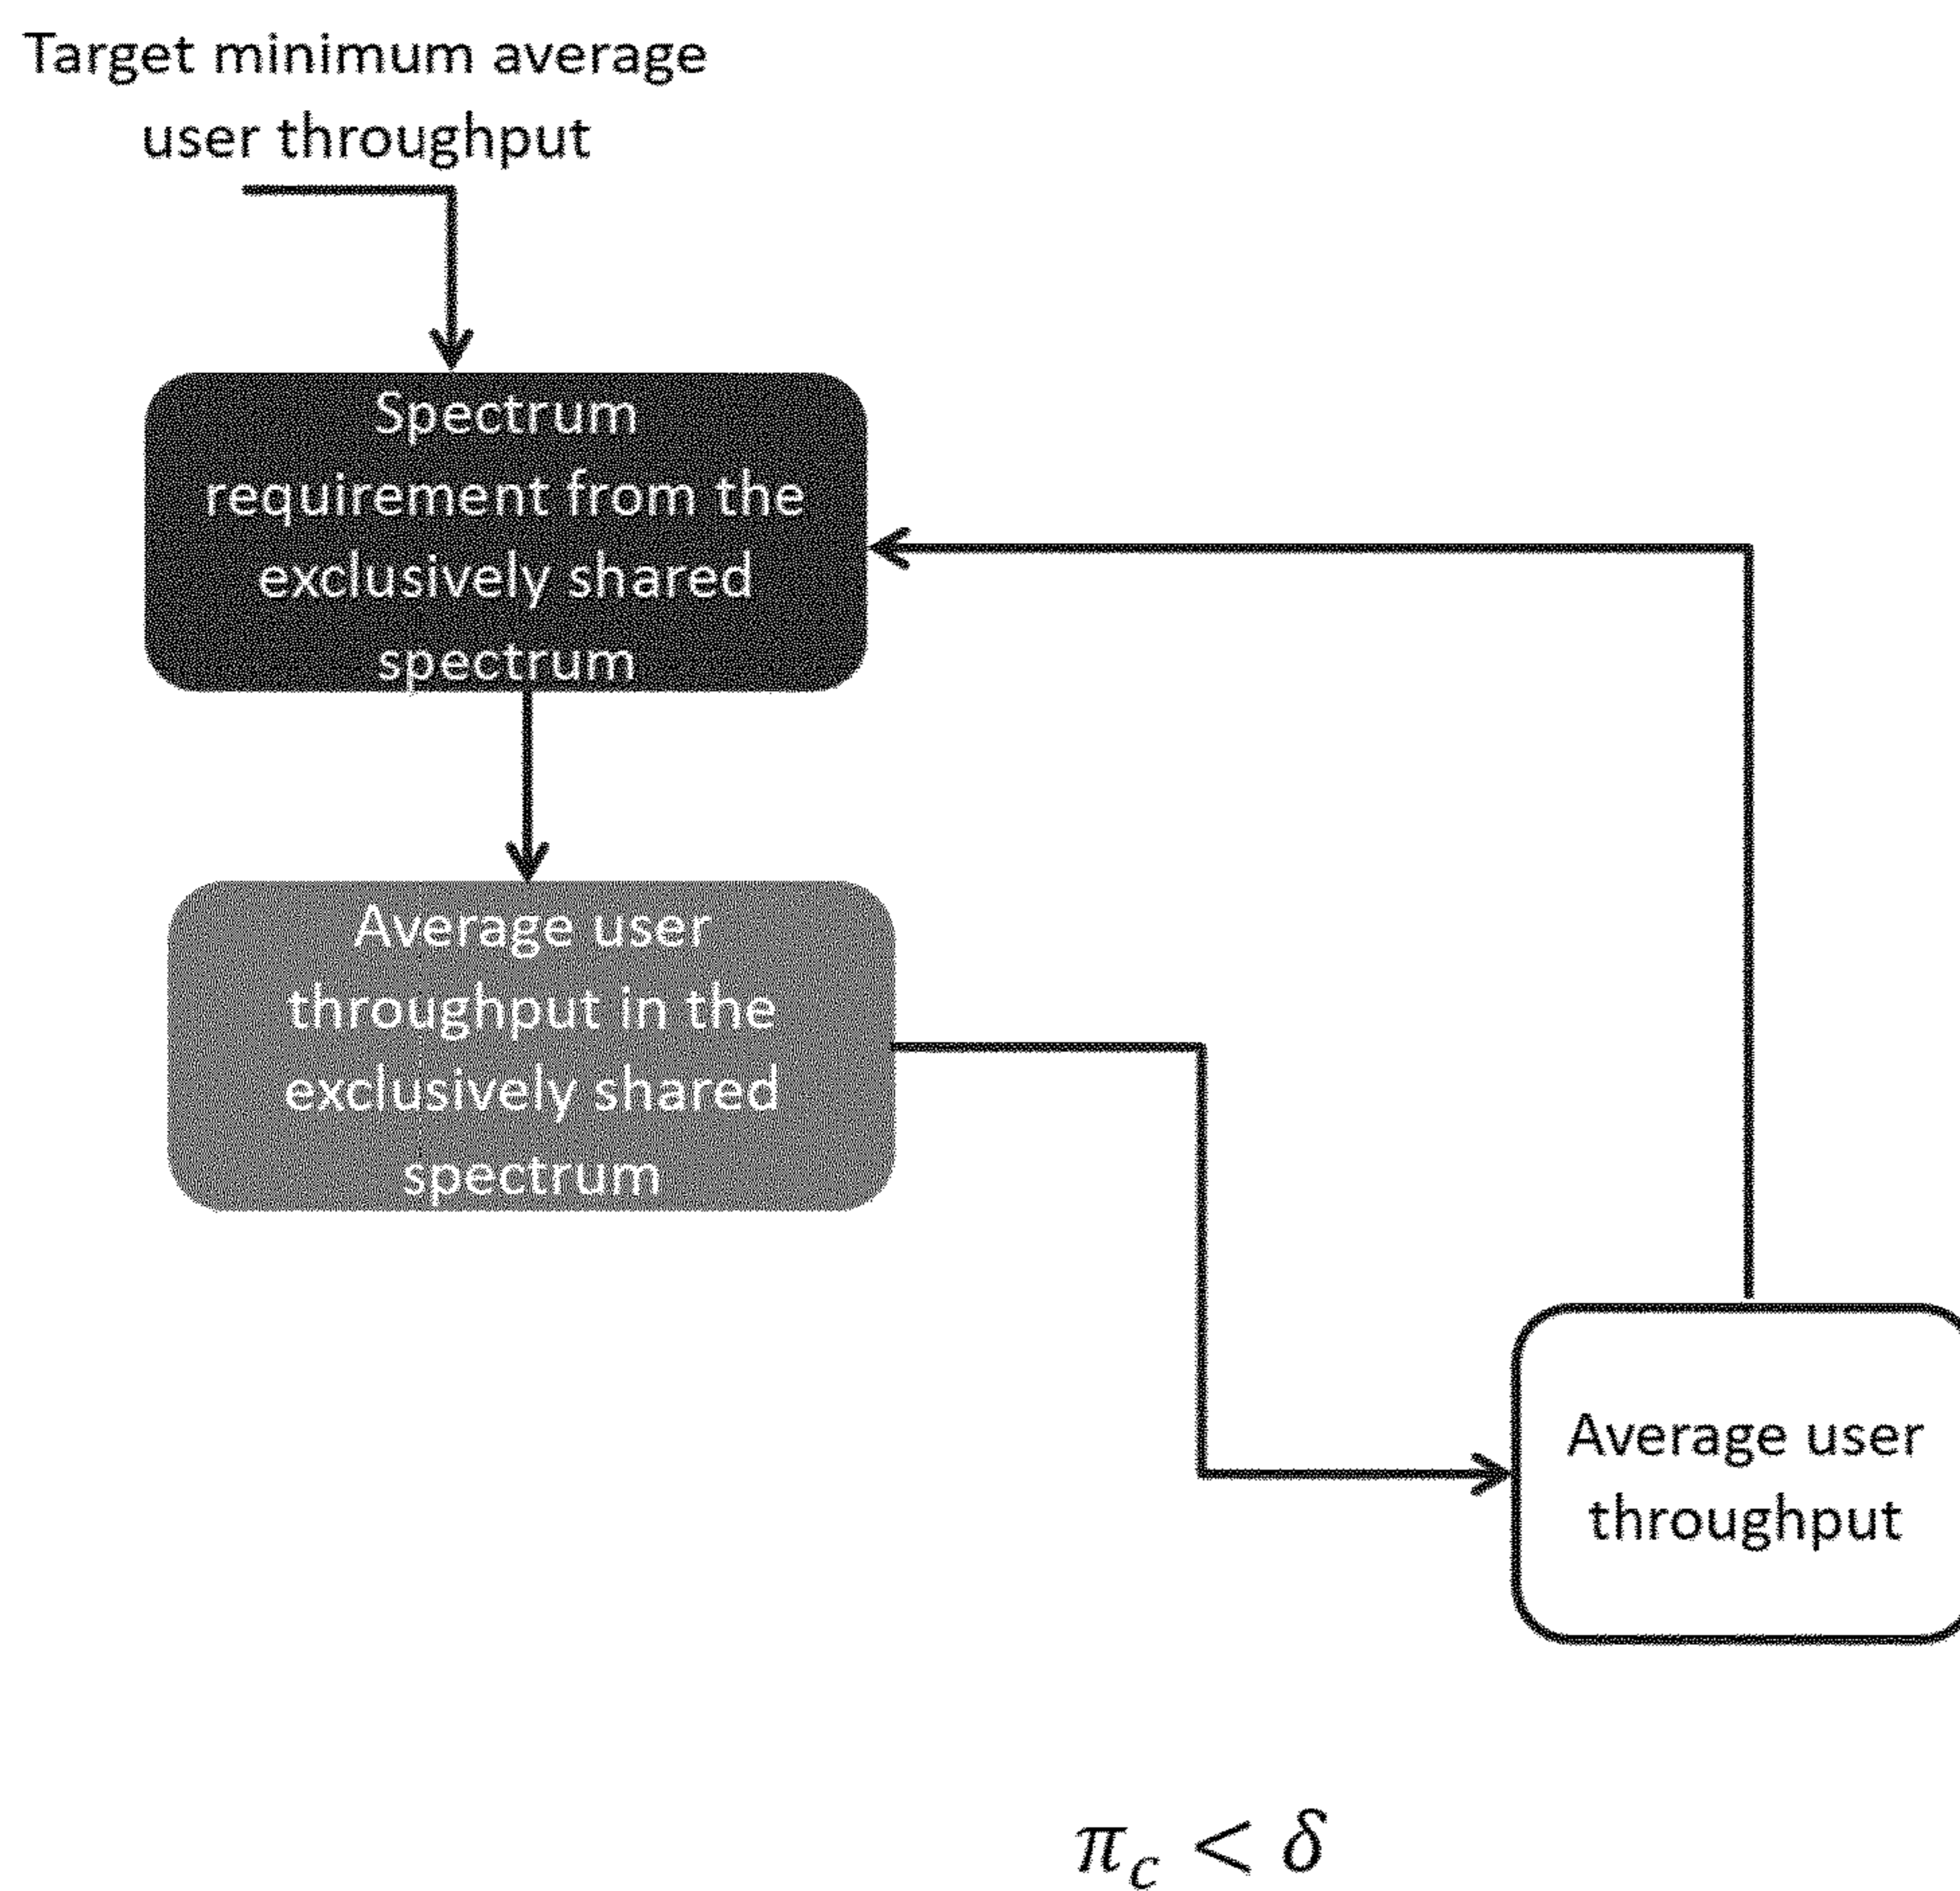 Target minimum average
user throughput
Spectrum
requirement from the
exclusively shared
spectrum
Average user
throughput in the
exclusively shared
spectrum
Average user
throughput
π_c < δ